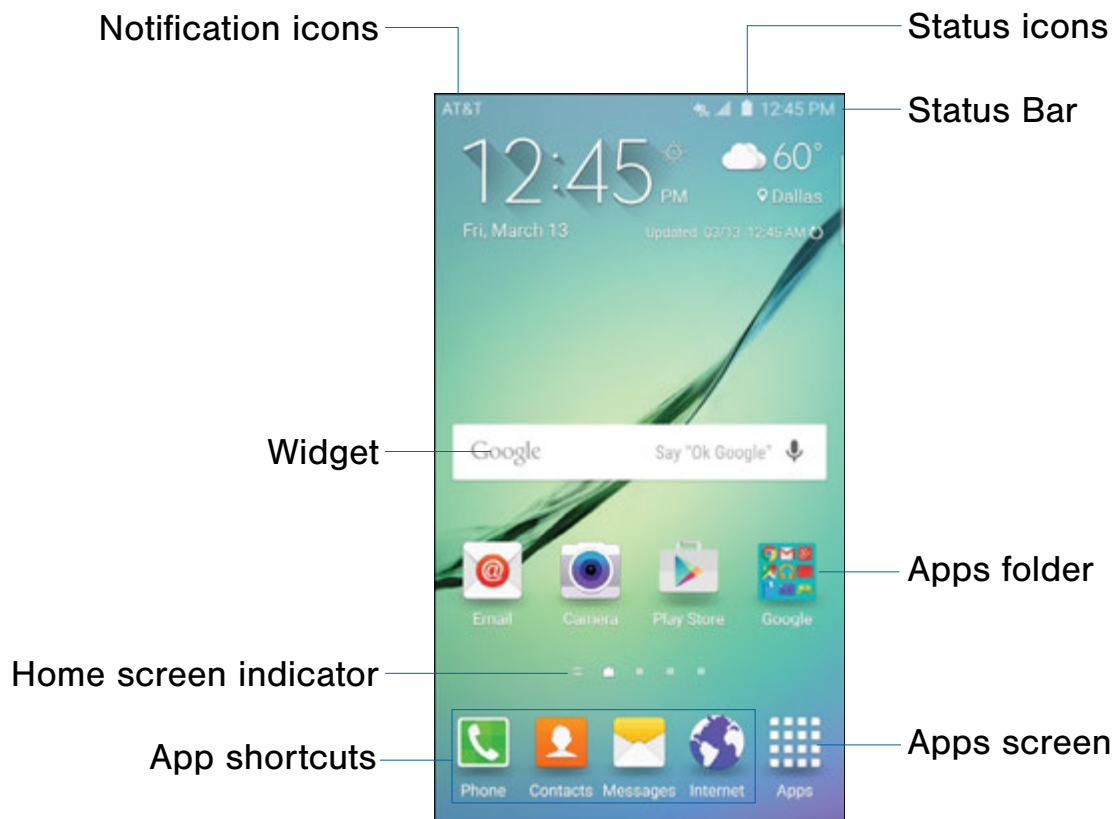 Notification icons
Status icons
AT&T
12:45 PM
Status Bar
12:45
PM
60°
Dallas
Fri, March 13
Updated 03/13 12:45 AM
Widget
Google
Say "Ok Google"
Apps folder
Email
Camera
Play Store
Google
Home screen indicator
App shortcuts
Apps screen
Phone
Contacts
Messages
Internet
Apps